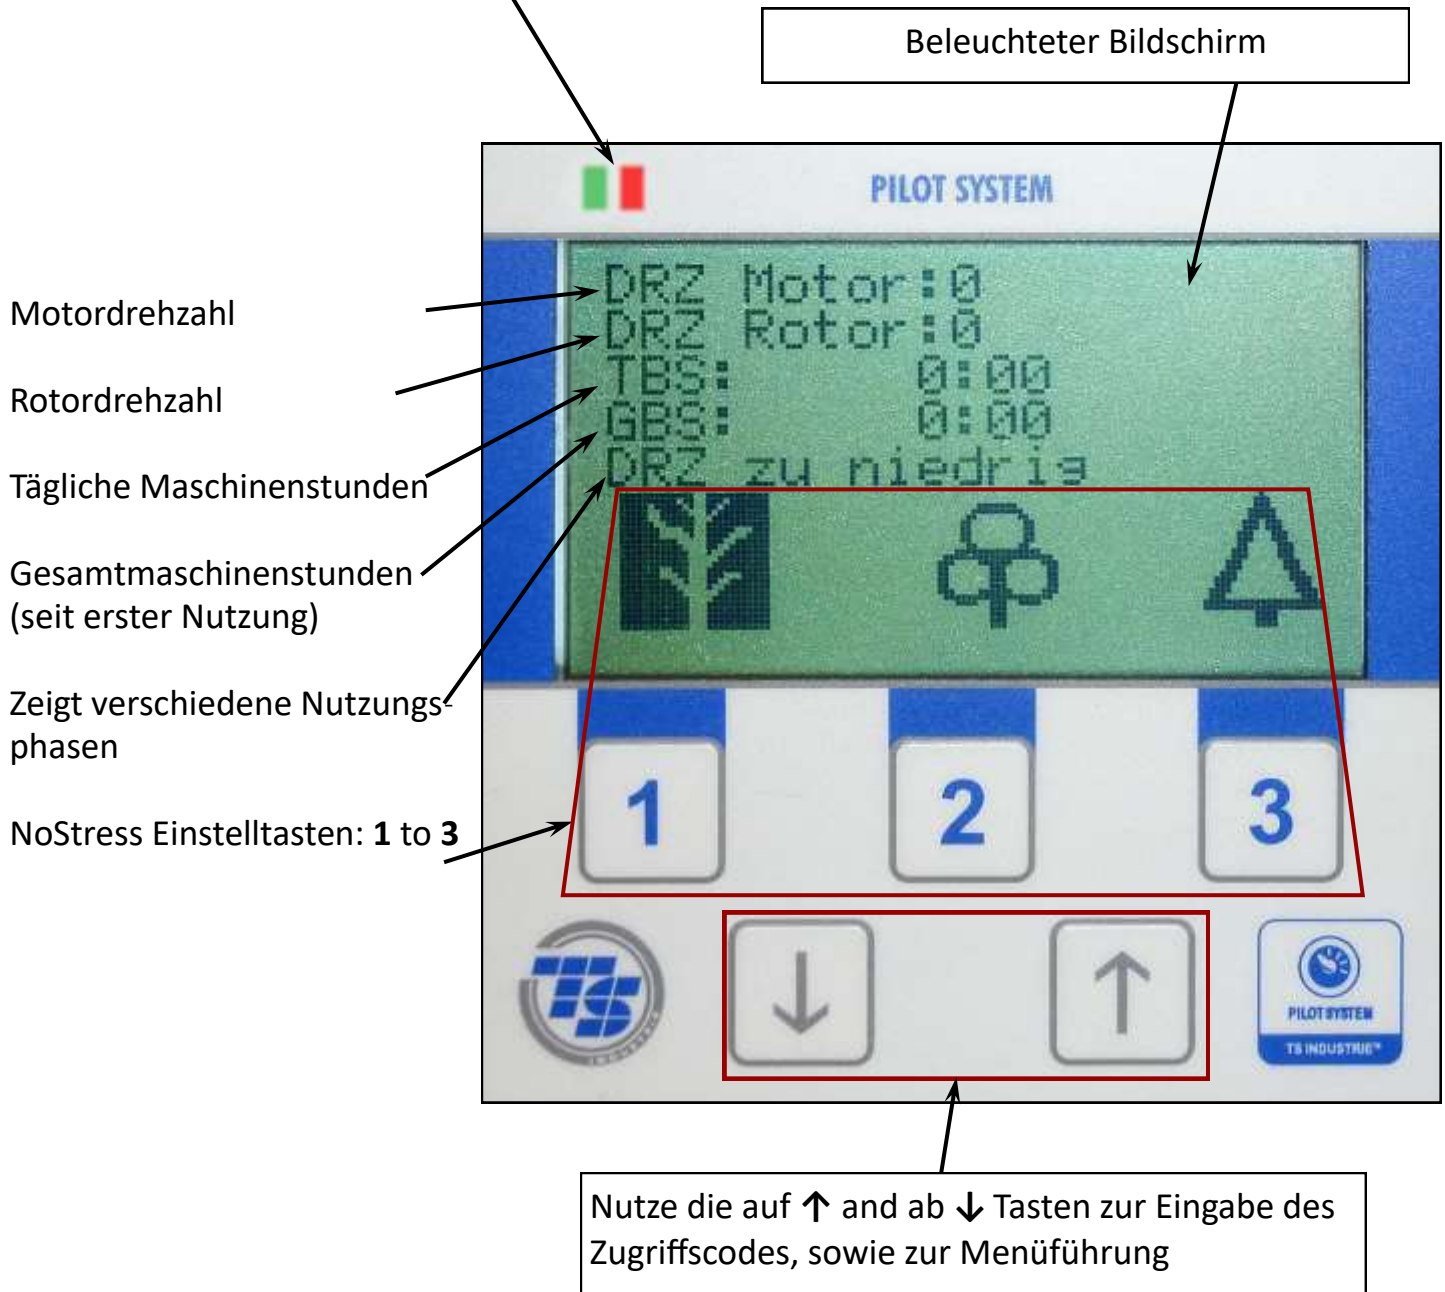 Beleuchteter Bildschirm
PILOT SYSTEM
DRZ Motor:0
DRZ Rotor:0
TBS: 0:00
GBS: 0:00
DRZ zu niedrig
Motordrehzahl
Rotordrehzahl
Tägliche Maschinenstunden
Gesamtmaschinenstunden
(seit erster Nutzung)
Zeigt verschiedene Nutzungs-
phasen
NoStress Einstelltasten: 1 to 3
1 2 3
↓ ↑
TS
INDUSTRIE
PILOT SYSTEM
TS INDUSTRIE™
Nutze die auf ↑ and ab ↓ Tasten zur Eingabe des
Zugriffscodes, sowie zur Menüführung